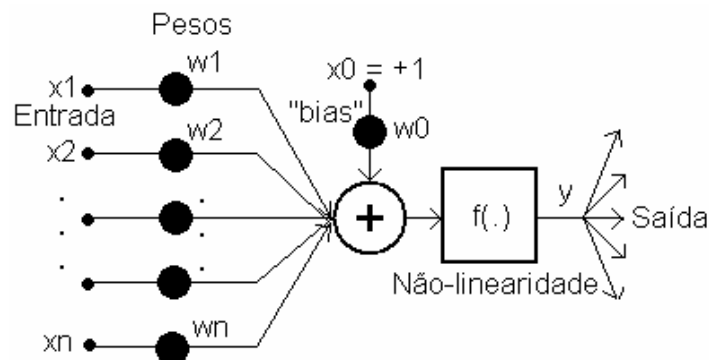 Pesos
w1
x1
x0 = +1
Entrada
"bias"
w2
w0
x2
+
f(.)
y
Saída
Não-linearidade
wn
xn